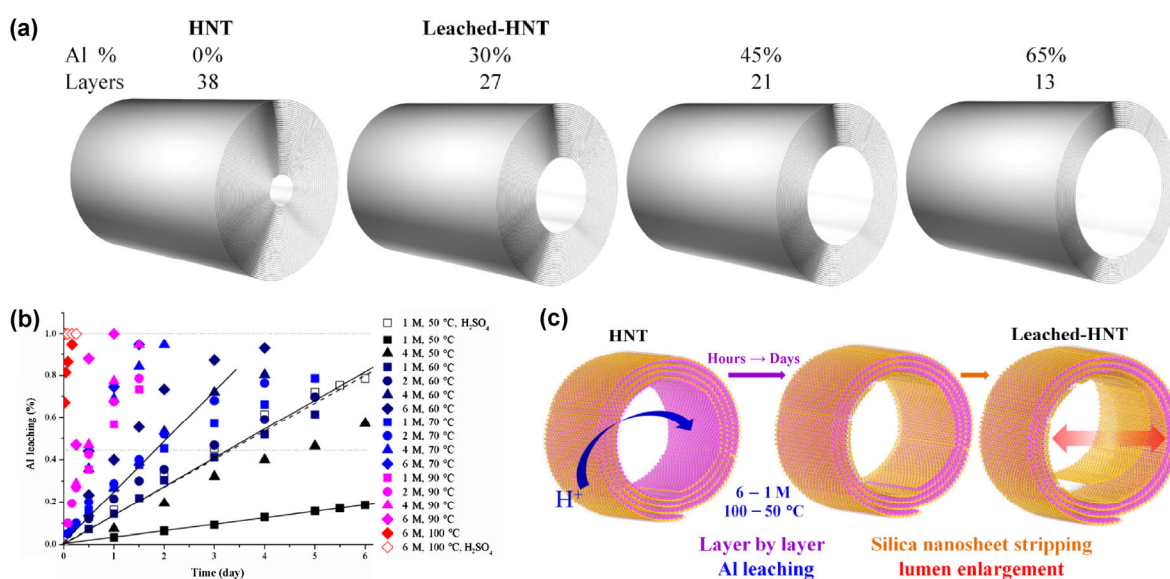 (a)
HNT Leached-HNT
Al % 0% 30% 45% 65%
Layers 38 27 21 13
(b)
1.0
0.8
0.6
0.4
0.2
0.0
Al leaching (%)
0 1 2 3 4 5 6
Time (day)
1 M, 50 °C, H₂SO₄
1 M, 50 °C
4 M, 50 °C
1 M, 60 °C
2 M, 60 °C
4 M, 60 °C
6 M, 60 °C
1 M, 70 °C
2 M, 70 °C
4 M, 70 °C
6 M, 70 °C
1 M, 90 °C
2 M, 90 °C
4 M, 90 °C
6 M, 90 °C
6 M, 100 °C
6 M, 100 °C, H₂SO₄
(c)
HNT Leached-HNT
Hours → Days
H⁺
6 – 1 M
100 – 50 °C
Layer by layer
Al leaching
Silica nanosheet stripping
lumen enlargement